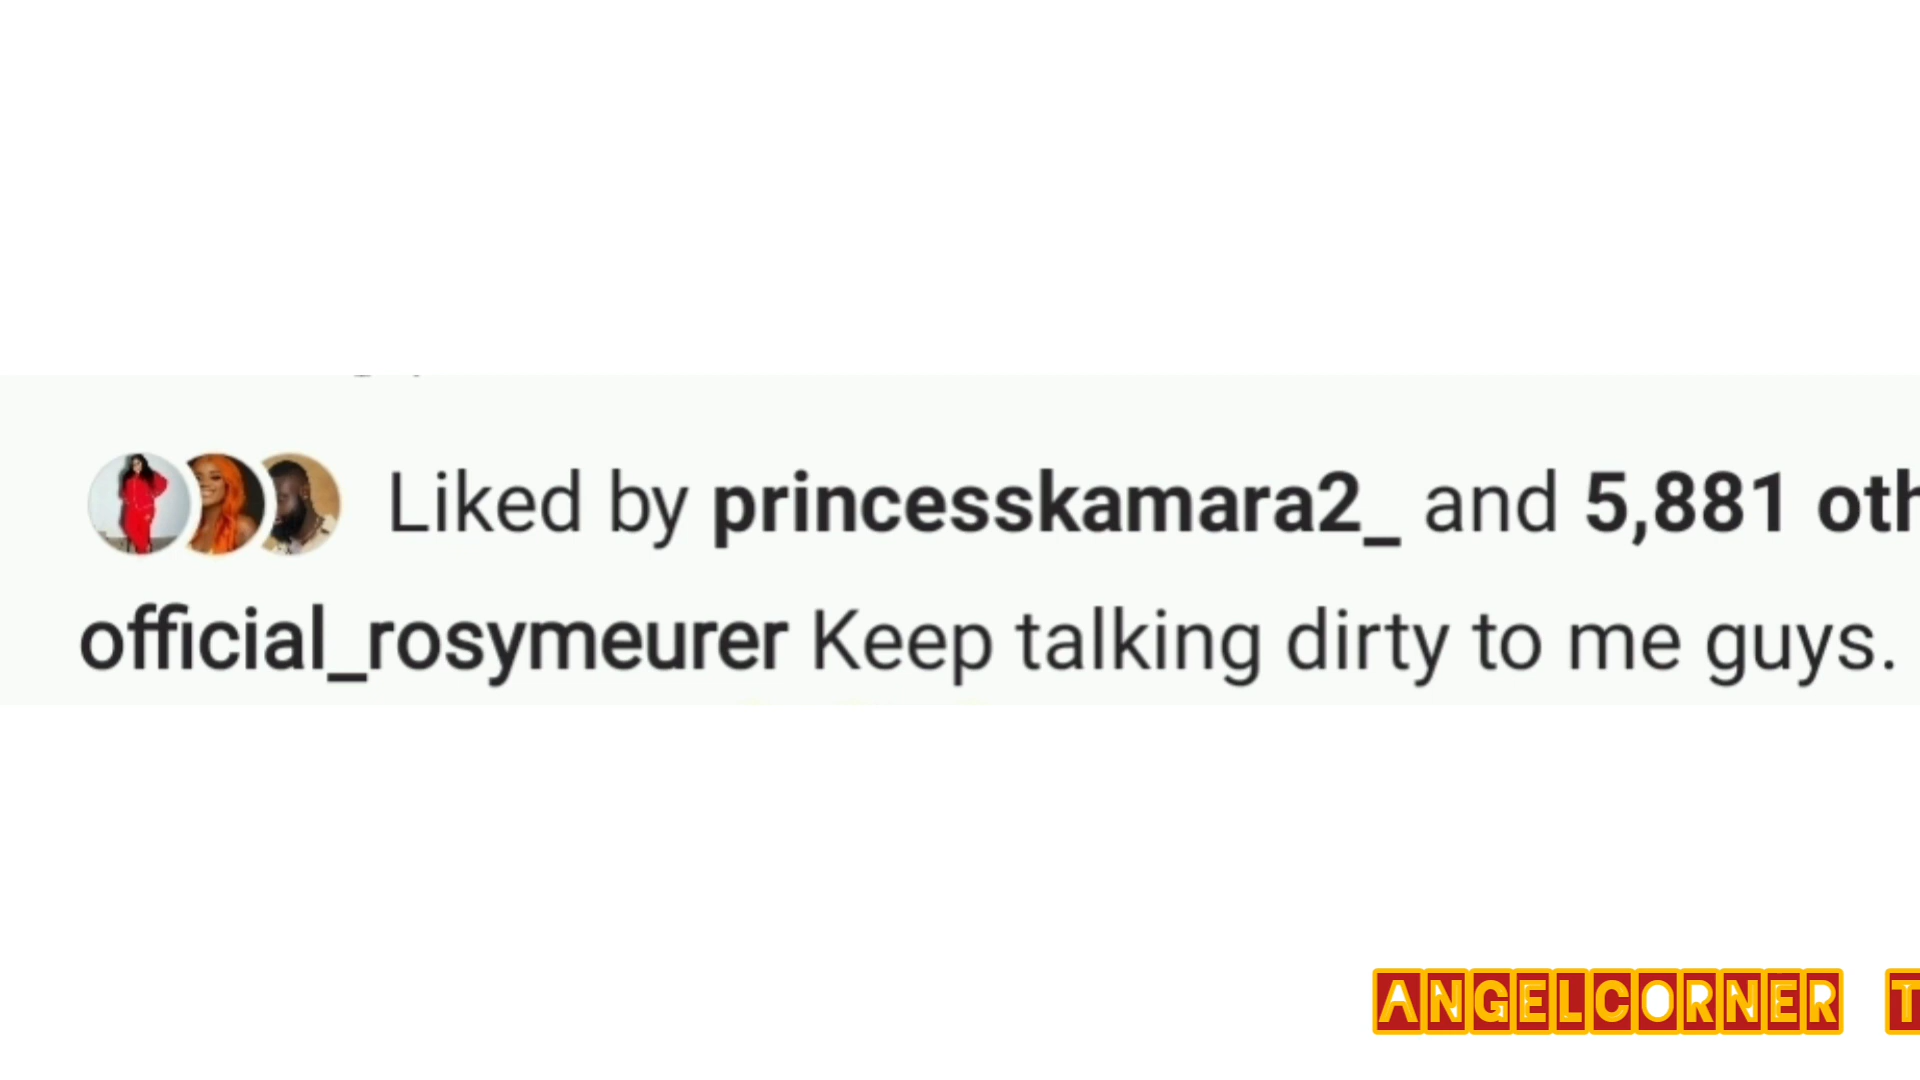 Liked by princesskamara2_ and 5,881 oth
official_rosymeurer Keep talking dirty to me guys.
ANGELCORNER T